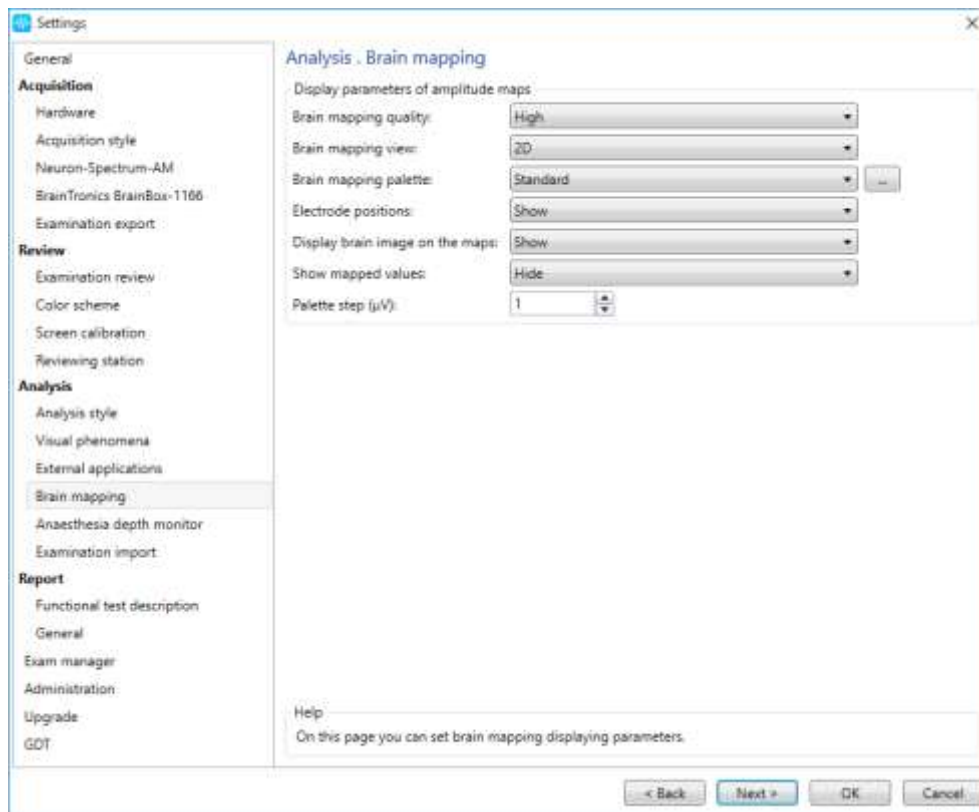 Settings
General
Acquisition
Hardware
Acquisition style
Neuron-Spectrum-AM
BrainTronics BrainBox-1166
Examination export
Review
Examination review
Color scheme
Screen calibration
Reviewing station
Analysis
Analysis style
Visual phenomena
External applications
Brain mapping
Anaesthesia depth monitor
Examination import
Report
Functional test description
General
Exam manager
Administration
Upgrade
GDT
Analysis . Brain mapping
Display parameters of amplitude maps
Brain mapping quality: High
Brain mapping view: 2D
Brain mapping palette: Standard ...
Electrode positions: Show
Display brain image on the maps: Show
Show mapped values: Hide
Palette step (µV): 1
Help
On this page you can set brain mapping displaying parameters.
< Back Next > OK Cancel